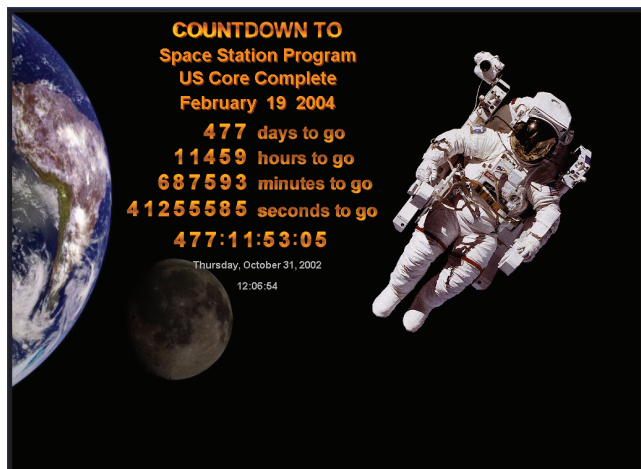 COUNTDOWN TO
Space Station Program
US Core Complete
February 19 2004
477 days to go
11459 hours to go
687593 minutes to go
41255585 seconds to go
477:11:53:05
Thursday, October 31, 2002
12:06:54